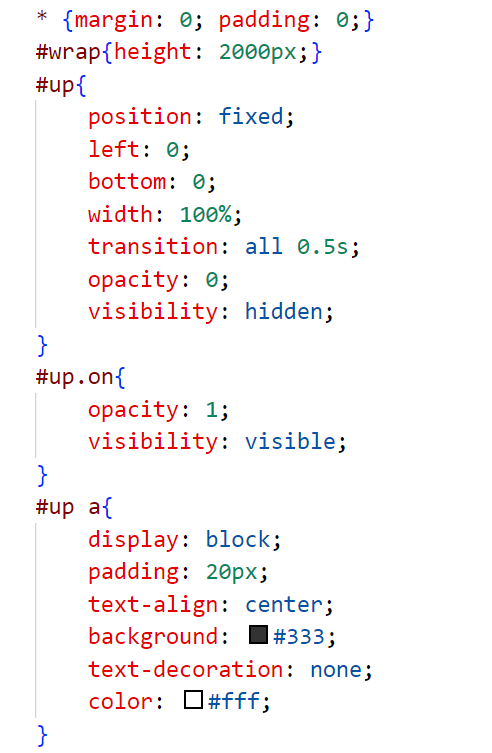 * {margin: 0; padding: 0;}
#wrap{height: 2000px;}
#up{
position: fixed;
left: 0;
bottom: 0;
width: 100%;
transition: all 0.5s;
opacity: 0;
visibility: hidden;
}
#up.on{
opacity: 1;
visibility: visible;
}
#up a{
display: block;
padding: 20px;
text-align: center;
background: #333;
text-decoration: none;
color: #fff;
}